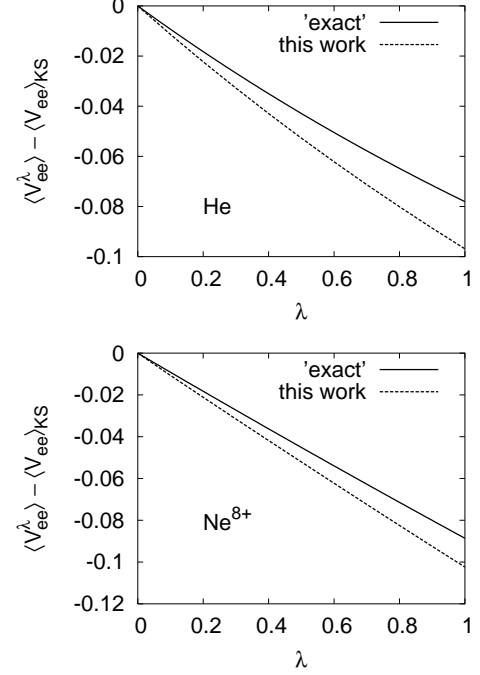 0
-0.02
-0.04
-0.06
-0.08
-0.1
⟨V_ee^λ⟩ – ⟨V_ee⟩_KS
'exact'
this work
He
0 0.2 0.4 0.6 0.8 1
λ
0
-0.02
-0.04
-0.06
-0.08
-0.1
-0.12
⟨V_ee^λ⟩ – ⟨V_ee⟩_KS
'exact'
this work
Ne^8+
0 0.2 0.4 0.6 0.8 1
λ